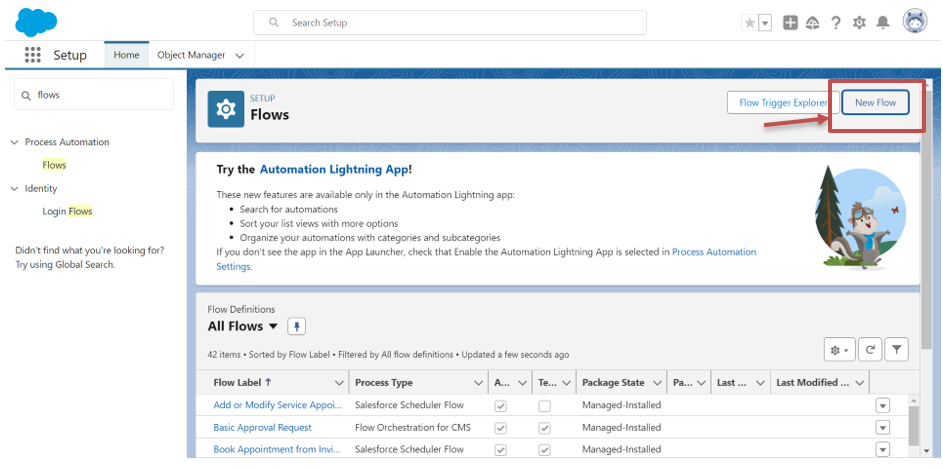 Search Setup
Setup
Home
Object Manager
flows
Process Automation
Flows
Identity
Login Flows
Didn't find what you're looking for?
Try using Global Search.
SETUP
Flows
Flow Trigger Explorer
New Flow
Try the Automation Lightning App!
These new features are available only in the Automation Lightning app:
• Search for automations
• Sort your list views with more options
• Organize your automations with categories and subcategories
If you don't see the app in the App Launcher, check that Enable the Automation Lightning App is selected in Process Automation
Settings.
Flow Definitions
All Flows
42 items • Sorted by Flow Label • Filtered by All flow definitions • Updated a few seconds ago
Flow Label ↑ Process Type A... Te... Package State Pa... Last ... Last Modified ...
Add or Modify Service Appoi... Salesforce Scheduler Flow Managed-Installed
Basic Approval Request Flow Orchestration for CMS Managed-Installed
Book Appointment from Invi... Salesforce Scheduler Flow Managed-Installed